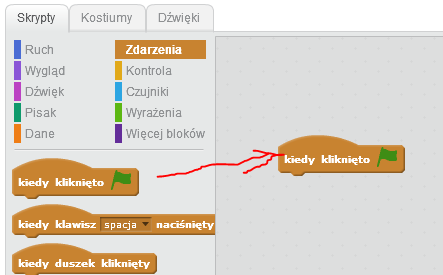 Skrypty Kostiumy Dźwięki
Ruch Zdarzenia
Wygląd Kontrola
Dźwięk Czujniki
Pisak Wyrażenia
Dane Więcej bloków
kiedy kliknięto
kiedy klawisz spacja naciśnięty
kiedy duszek kliknięty
kiedy kliknięto